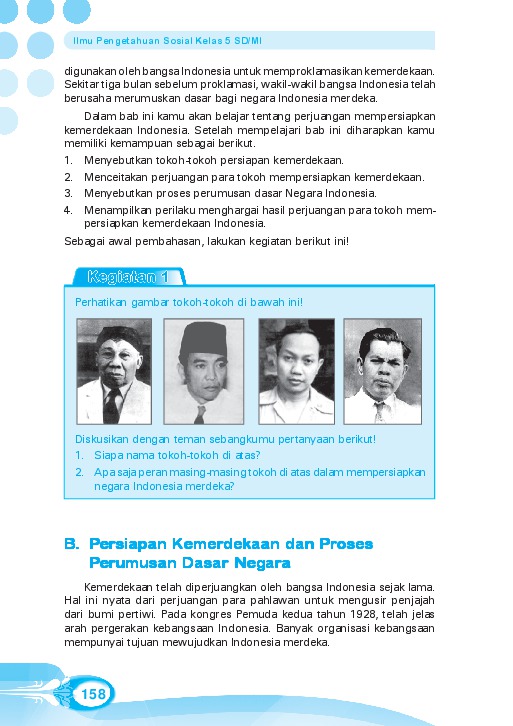 Ilmu Pengetahuan Sosial Kelas 5 SD/MI
digunakan oleh bangsa Indonesia untuk memproklamasikan kemerdekaan.
Sekitar tiga bulan sebelum proklamasi, wakil-wakil bangsa Indonesia telah
berusaha merumuskan dasar bagi negara Indonesia merdeka.
Dalam bab ini kamu akan belajar tentang perjuangan mempersiapkan
kemerdekaan Indonesia. Setelah mempelajari bab ini diharapkan kamu
memiliki kemampuan sebagai berikut.
1. Menyebutkan tokoh-tokoh persiapan kemerdekaan.
2. Menceitakan perjuangan para tokoh mempersiapkan kemerdekaan.
3. Menyebutkan proses perumusan dasar Negara Indonesia.
4. Menampilkan perilaku menghargai hasil perjuangan para tokoh mem-
persiapkan kemerdekaan Indonesia.
Sebagai awal pembahasan, lakukan kegiatan berikut ini!
Kegiatan 1
Perhatikan gambar tokoh-tokoh di bawah ini!
Diskusikan dengan teman sebangkumu pertanyaan berikut!
1. Siapa nama tokoh-tokoh di atas?
2. Apa saja peran masing-masing tokoh di atas dalam mempersiapkan
negara Indonesia merdeka?
B. Persiapan Kemerdekaan dan Proses
Perumusan Dasar Negara
Kemerdekaan telah diperjuangkan oleh bangsa Indonesia sejak lama.
Hal ini nyata dari perjuangan para pahlawan untuk mengusir penjajah
dari bumi pertiwi. Pada kongres Pemuda kedua tahun 1928, telah jelas
arah pergerakan kebangsaan Indonesia. Banyak organisasi kebangsaan
mempunyai tujuan mewujudkan Indonesia merdeka.
158